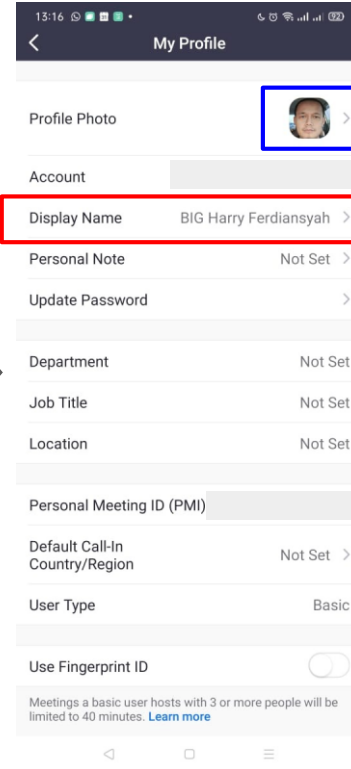 13:16
My Profile
Profile Photo
Account
Display Name BIG Harry Ferdiansyah
Personal Note Not Set
Update Password
Department Not Set
Job Title Not Set
Location Not Set
Personal Meeting ID (PMI)
Default Call-In
Country/Region Not Set
User Type Basic
Use Fingerprint ID
Meetings a basic user hosts with 3 or more people will be
limited to 40 minutes. Learn more